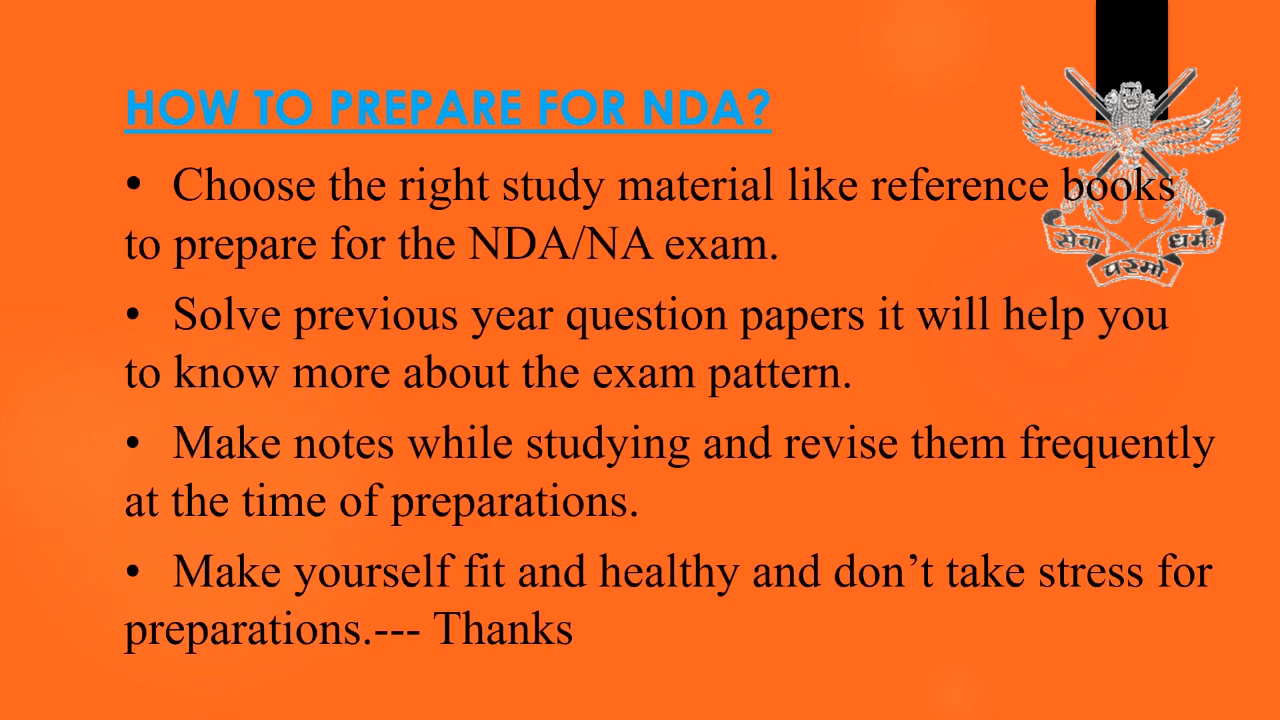 HOW TO PREPARE FOR NDA?
• Choose the right study material like reference books
to prepare for the NDA/NA exam.
• Solve previous year question papers it will help you
to know more about the exam pattern.
• Make notes while studying and revise them frequently
at the time of preparations.
• Make yourself fit and healthy and don’t take stress for
preparations.--- Thanks
सेवा परमो धर्मः